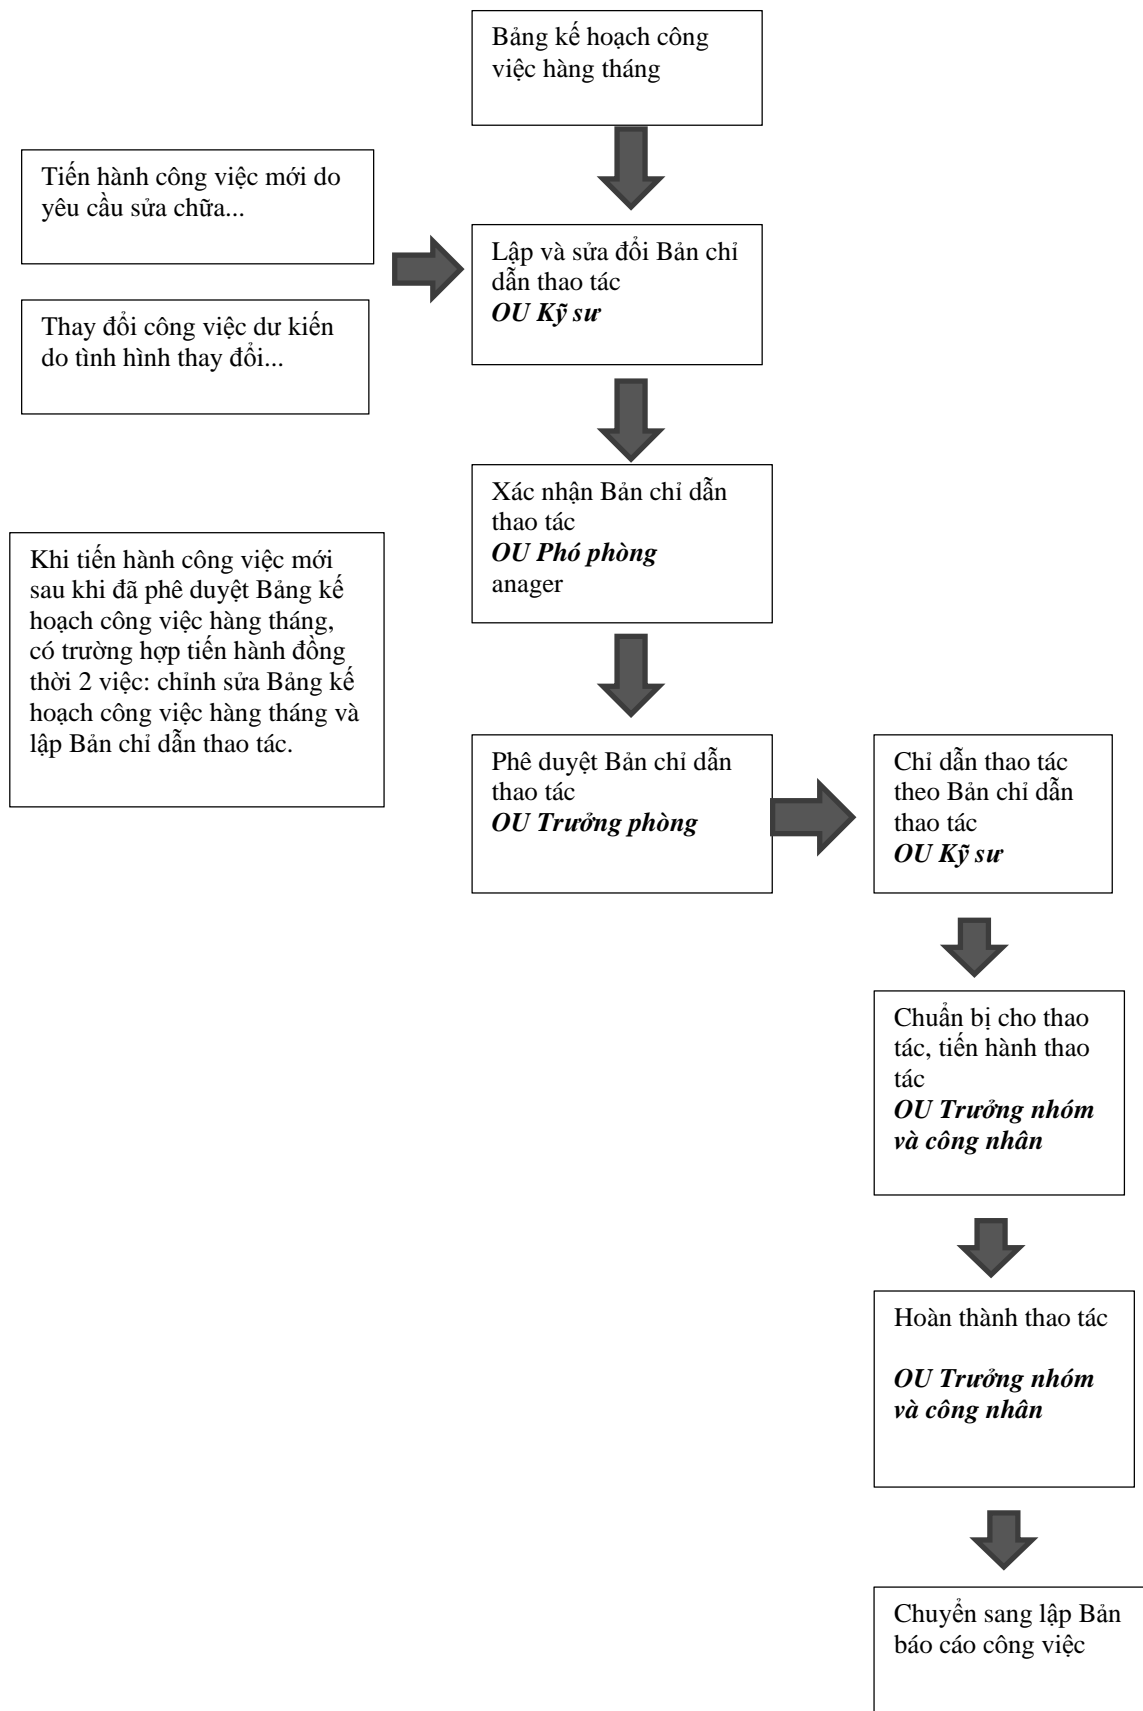 Bảng kế hoạch công
việc hàng tháng
Tiến hành công việc mới do
yêu cầu sửa chữa...
Lập và sửa đổi Bản chỉ
dẫn thao tác
OU Kỹ sư
Thay đổi công việc dư kiến
do tình hình thay đổi...
Xác nhận Bản chỉ dẫn
thao tác
OU Phó phòng
anager
Khi tiến hành công việc mới
sau khi đã phê duyệt Bảng kế
hoạch công việc hàng tháng,
có trường hợp tiến hành đồng
thời 2 việc: chỉnh sửa Bảng kế
hoạch công việc hàng tháng và
lập Bản chỉ dẫn thao tác.
Phê duyệt Bản chỉ dẫn
thao tác
OU Trưởng phòng
Chỉ dẫn thao tác
theo Bản chỉ dẫn
thao tác
OU Kỹ sư
Chuẩn bị cho thao
tác, tiến hành thao
tác
OU Trưởng nhóm
và công nhân
Hoàn thành thao tác
OU Trưởng nhóm
và công nhân
Chuyển sang lập Bản
báo cáo công việc